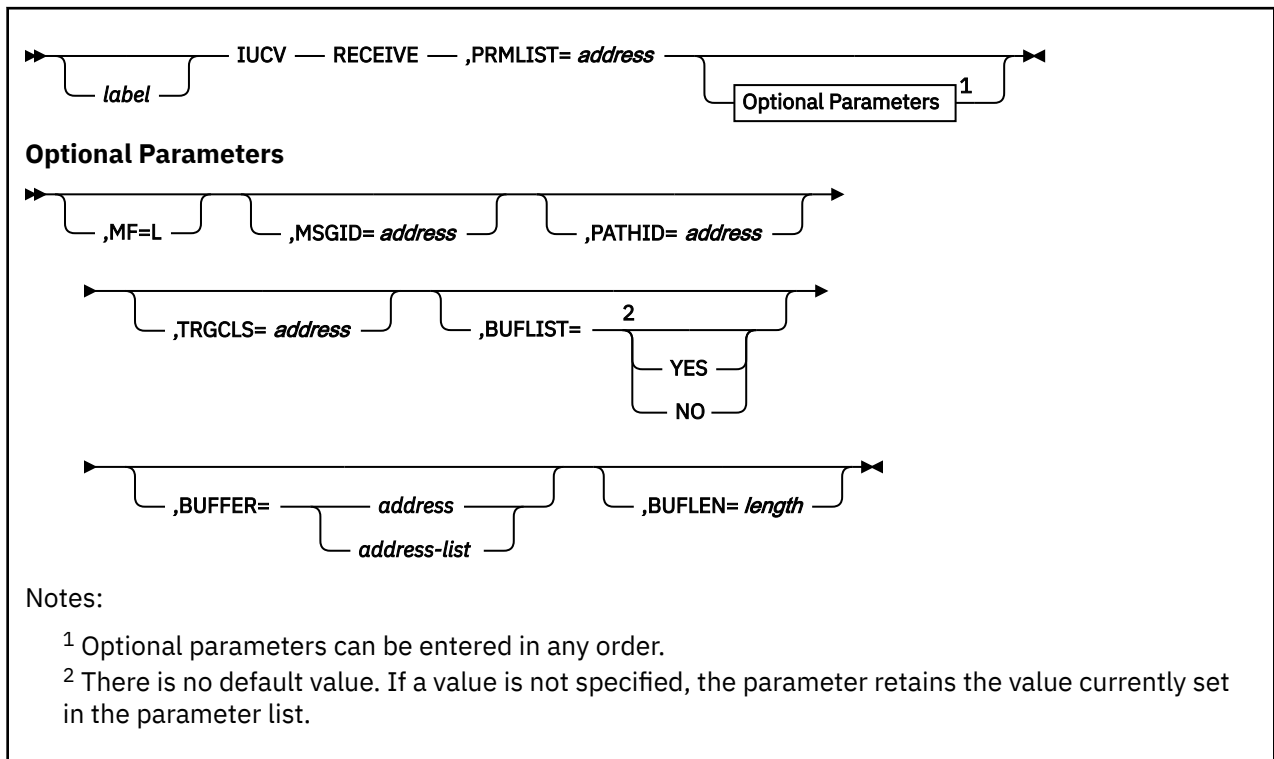 IUCV RECEIVE ,PRMLIST= address
label
Optional Parameters 1
Optional Parameters
,MF=L ,MSGID= address ,PATHID= address
,TRGCLS= address ,BUFLIST= 2
YES
NO
,BUFFER= address ,BUFLEN= length
address-list
Notes:
1 Optional parameters can be entered in any order.
2 There is no default value. If a value is not specified, the parameter retains the value currently set
in the parameter list.